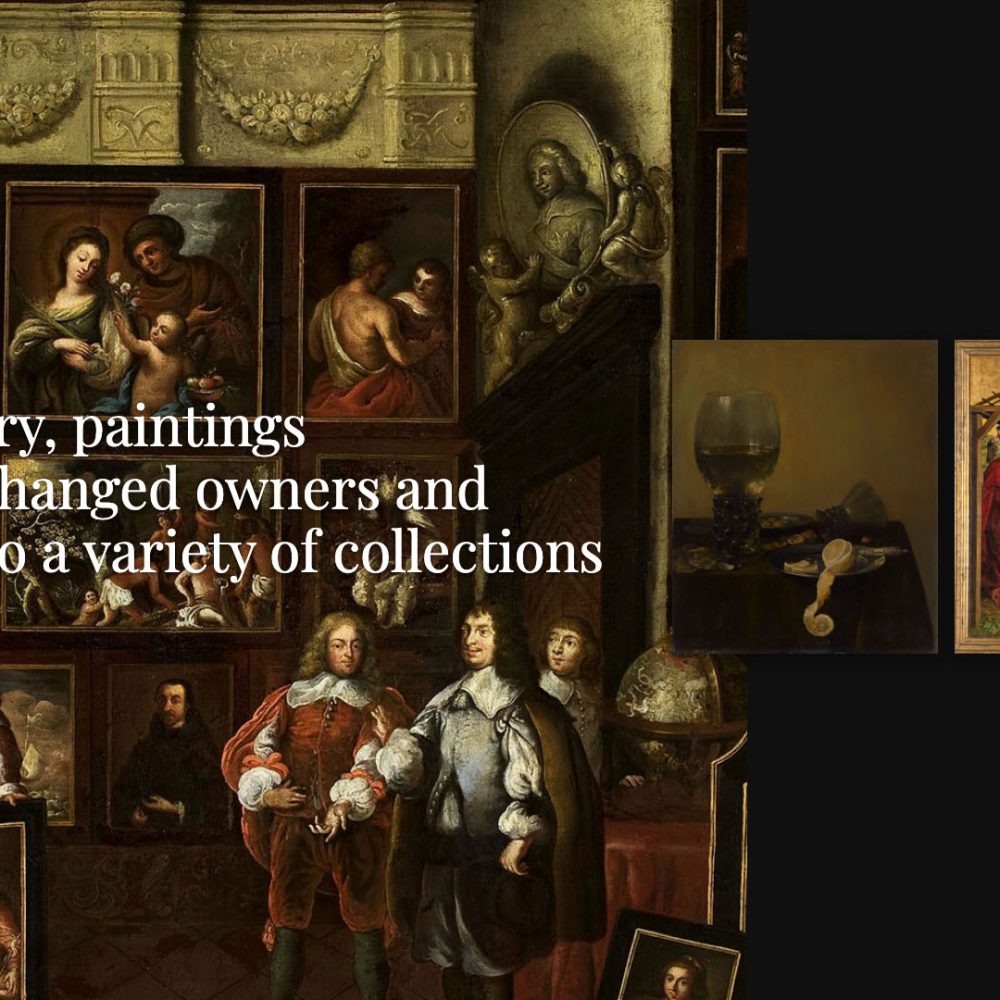 ry, paintings
hanged owners and
o a variety of collections